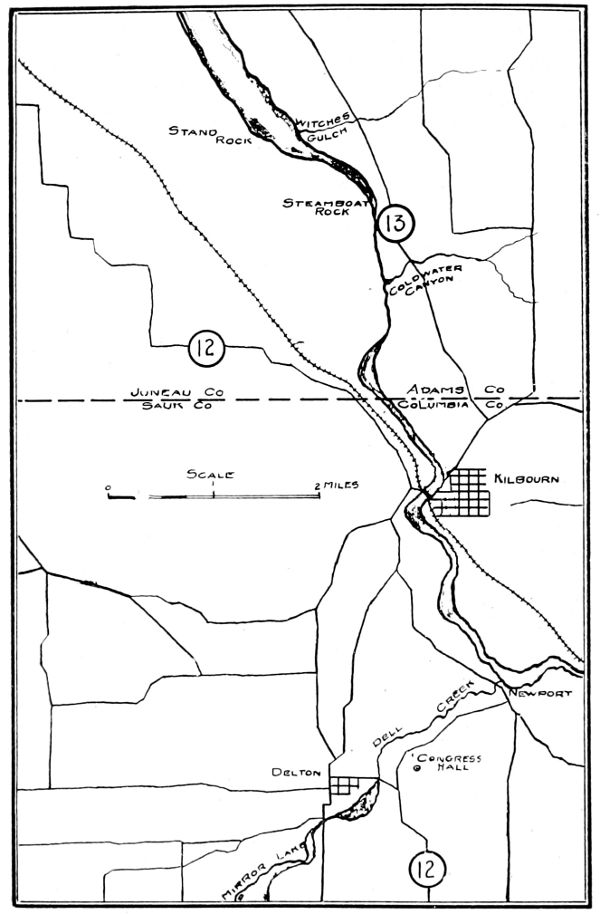 WITCHES
GULCH
STAND
ROCK
STEAMBOAT
ROCK
13
COLDWATER
CANYON
12
JUNEAU CO
SAUK CO
ADAMS CO
COLUMBIA CO.
SCALE
0 2 MILES
KILBOURN
NEWPORT
DELL CREEK
CONGRESS
HALL
DELTON
MIRROR LAKE
12